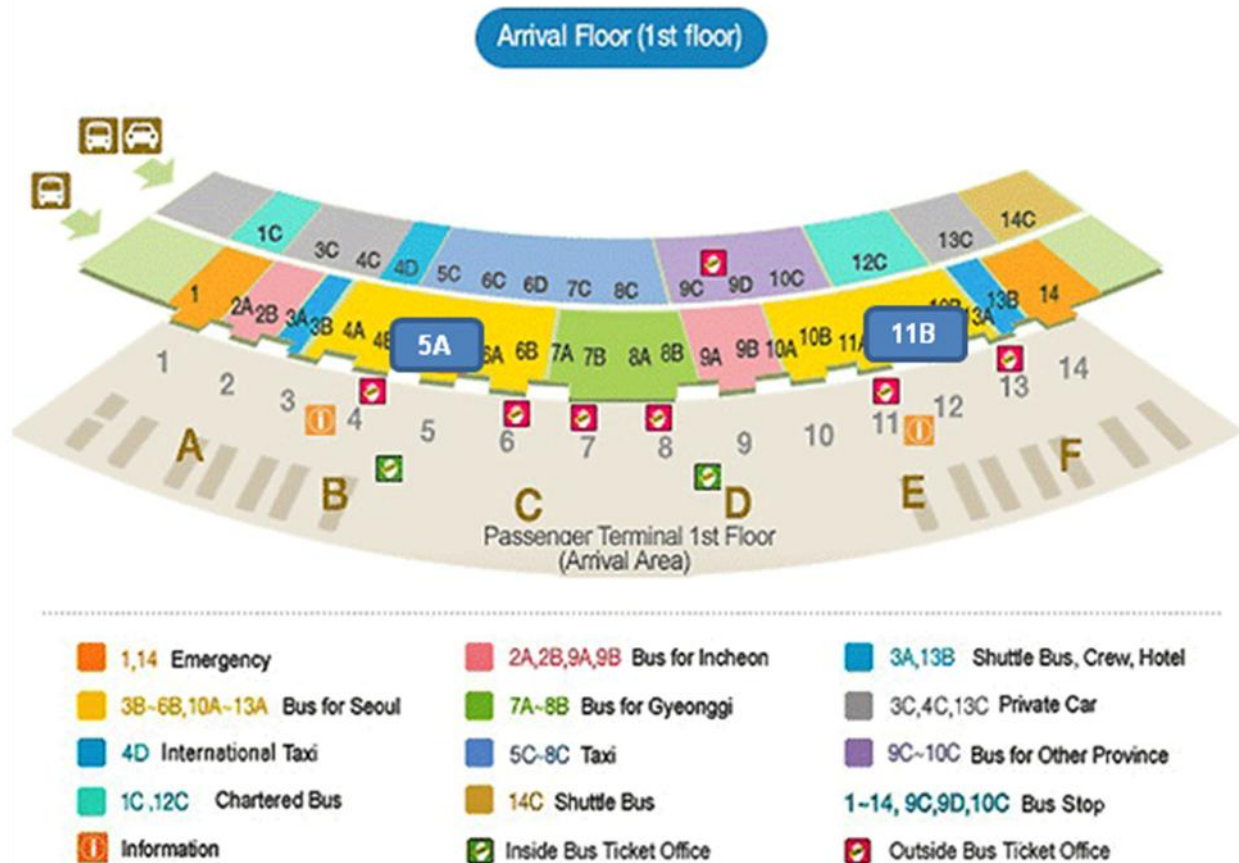 Arrival Floor (1st floor)
1C 3C 4C 4D 5C 6C 6D 7C 8C 9C 9D 10C 12C 13C 14C
1 2A 2B 3A 3B 4A 5A 6A 6B 7A 7B 8A 8B 9A 9B 10A 10B 11A 11B 13A 13B 14
1 2 3 4 5 6 7 8 9 10 11 12 13 14
A B C D E F
Passenger Terminal 1st Floor
(Arrival Area)
1,14 Emergency
2A,2B,9A,9B Bus for Incheon
3A,13B Shuttle Bus, Crew, Hotel
3B~6B,10A~13A Bus for Seoul
7A~8B Bus for Gyeonggi
3C,4C,13C Private Car
4D International Taxi
5C~8C Taxi
9C~10C Bus for Other Province
1C,12C Chartered Bus
14C Shuttle Bus
1~14, 9C,9D,10C Bus Stop
Information
Inside Bus Ticket Office
Outside Bus Ticket Office